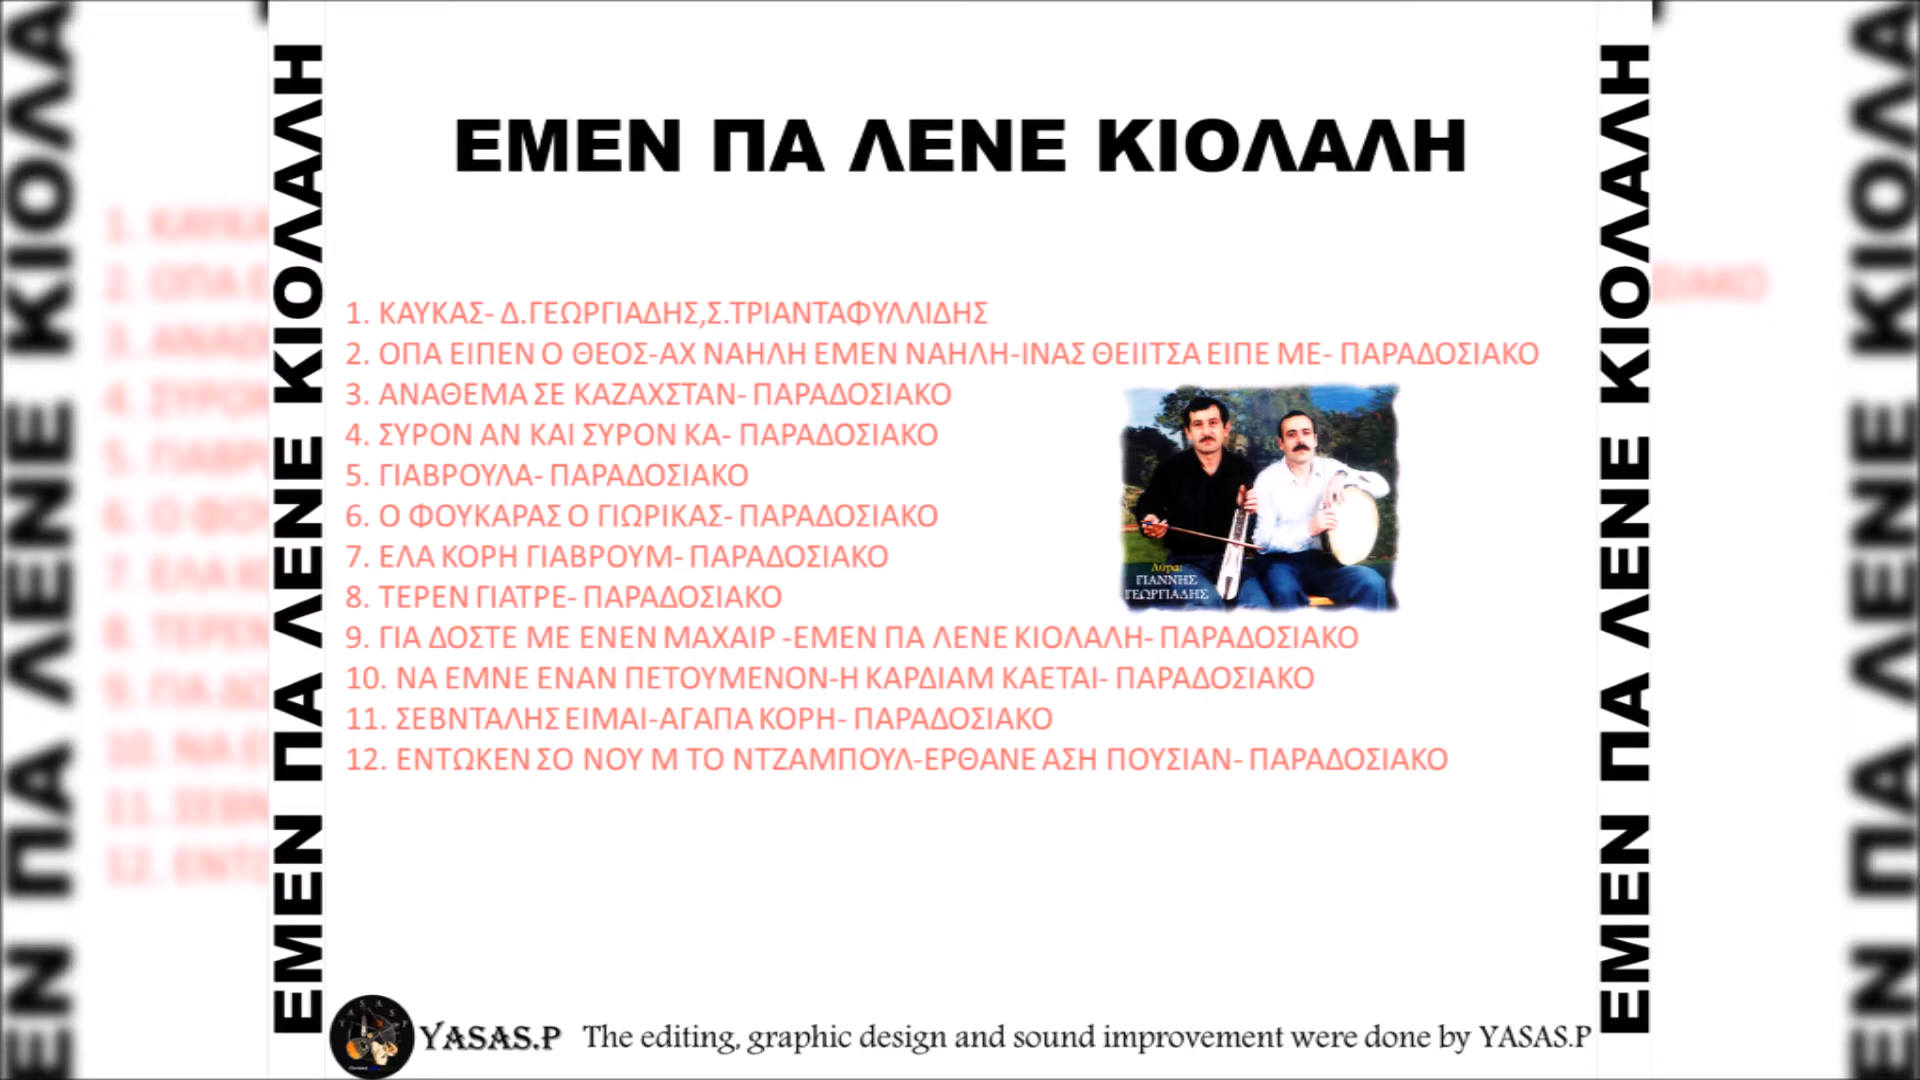 ΕΜΕΝ ΠΑ ΛΕΝΕ ΚΙΟΛΑΛΗ
ΕΜΕΝ ΠΑ ΛΕΝΕ ΚΙΟΛΑΛΗ
1. ΚΑΥΚΑΣ- Δ.ΓΕΩΡΓΙΑΔΗΣ,Σ.ΤΡΙΑΝΤΑΦΥΛΛΙΔΗΣ
2. ΟΠΑ ΕΙΠΕΝ Ο ΘΕΟΣ-ΑΧ ΝΑΗΛΗ ΕΜΕΝ ΝΑΗΛΗ-ΙΝΑΣ ΘΕΙΙΤΣΑ ΕΙΠΕ ΜΕ- ΠΑΡΑΔΟΣΙΑΚΟ
3. ΑΝΑΘΕΜΑ ΣΕ ΚΑΖΑΧΣΤΑΝ- ΠΑΡΑΔΟΣΙΑΚΟ
4. ΣΥΡΟΝ ΑΝ ΚΑΙ ΣΥΡΟΝ ΚΑ- ΠΑΡΑΔΟΣΙΑΚΟ
5. ΓΙΑΒΡΟΥΛΑ- ΠΑΡΑΔΟΣΙΑΚΟ
6. Ο ΦΟΥΚΑΡΑΣ Ο ΓΙΩΡΙΚΑΣ- ΠΑΡΑΔΟΣΙΑΚΟ
7. ΕΛΑ ΚΟΡΗ ΓΙΑΒΡΟΥΜ- ΠΑΡΑΔΟΣΙΑΚΟ
8. ΤΕΡΕΝ ΓΙΑΤΡΕ- ΠΑΡΑΔΟΣΙΑΚΟ
9. ΓΙΑ ΔΟΣΤΕ ΜΕ ΕΝΕΝ ΜΑΧΑΙΡ -ΕΜΕΝ ΠΑ ΛΕΝΕ ΚΙΟΛΑΛΗ- ΠΑΡΑΔΟΣΙΑΚΟ
10. ΝΑ ΕΜΝΕ ΕΝΑΝ ΠΕΤΟΥΜΕΝΟΝ-Η ΚΑΡΔΙΑΜ ΚΑΕΤΑΙ- ΠΑΡΑΔΟΣΙΑΚΟ
11. ΣΕΒΝΤΑΛΗΣ ΕΙΜΑΙ-ΑΓΑΠΑ ΚΟΡΗ- ΠΑΡΑΔΟΣΙΑΚΟ
12. ΕΝΤΩΚΕΝ ΣΟ ΝΟΥ Μ ΤΟ ΝΤΖΑΜΠΟΥΛ-ΕΡΘΑΝΕ ΑΣΗ ΠΟΥΣΙΑΝ- ΠΑΡΑΔΟΣΙΑΚΟ
Λύρα:
ΓΙΑΝΝΗΣ
ΓΕΩΡΓΙΑΔΗΣ
ΕΜΕΝ ΠΑ ΛΕΝΕ ΚΙΟΛΑΛΗ
YASAS.P The editing, graphic design and sound improvement were done by YASAS.P